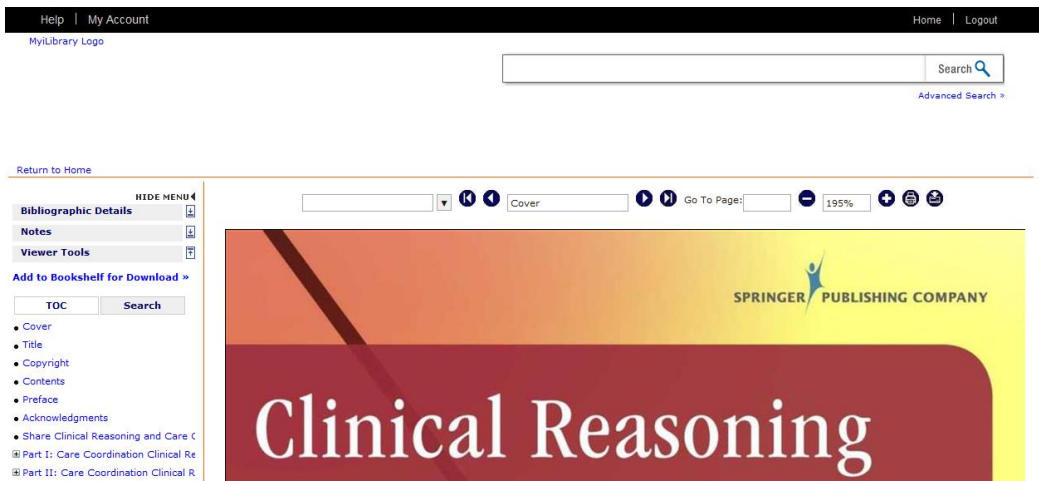 Help | My Account
Home | Logout
MyiLibrary Logo
Search
Advanced Search »
Return to Home
HIDE MENU
Bibliographic Details
Notes
Viewer Tools
Add to Bookshelf for Download »
TOC Search
Cover
Title
Copyright
Contents
Preface
Acknowledgments
Share Clinical Reasoning and Care C
Part I: Care Coordination Clinical Re
Part II: Care Coordination Clinical R
Cover
Go To Page:
195%
SPRINGER PUBLISHING COMPANY
Clinical Reasoning